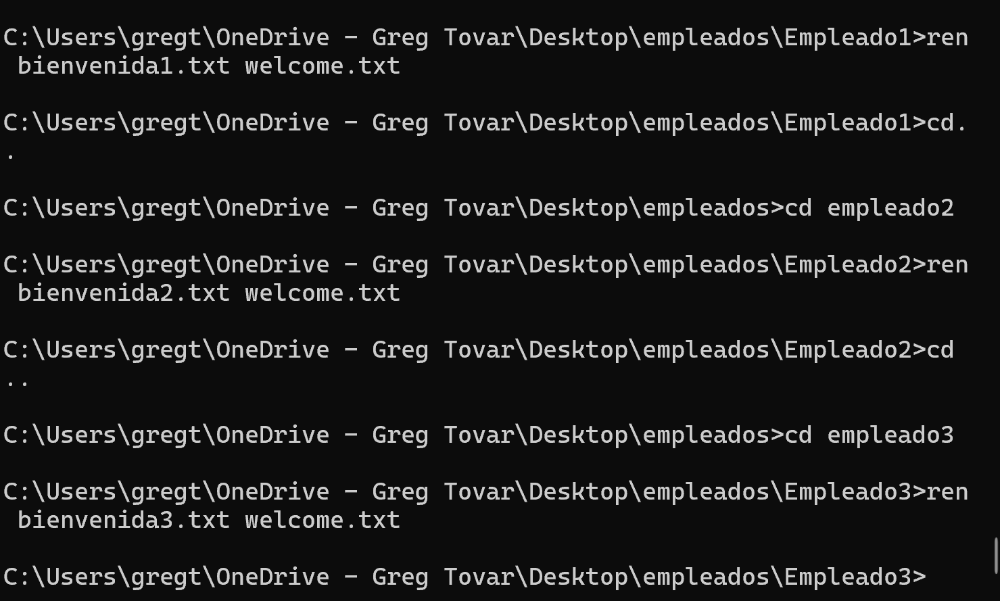 C:\Users\gregt\OneDrive - Greg Tovar\Desktop\empleados\Empleado1>ren
 bienvenida1.txt welcome.txt
C:\Users\gregt\OneDrive - Greg Tovar\Desktop\empleados\Empleado1>cd.
.
C:\Users\gregt\OneDrive - Greg Tovar\Desktop\empleados>cd empleado2
C:\Users\gregt\OneDrive - Greg Tovar\Desktop\empleados\Empleado2>ren
 bienvenida2.txt welcome.txt
C:\Users\gregt\OneDrive - Greg Tovar\Desktop\empleados\Empleado2>cd
..
C:\Users\gregt\OneDrive - Greg Tovar\Desktop\empleados>cd empleado3
C:\Users\gregt\OneDrive - Greg Tovar\Desktop\empleados\Empleado3>ren
 bienvenida3.txt welcome.txt
C:\Users\gregt\OneDrive - Greg Tovar\Desktop\empleados\Empleado3>